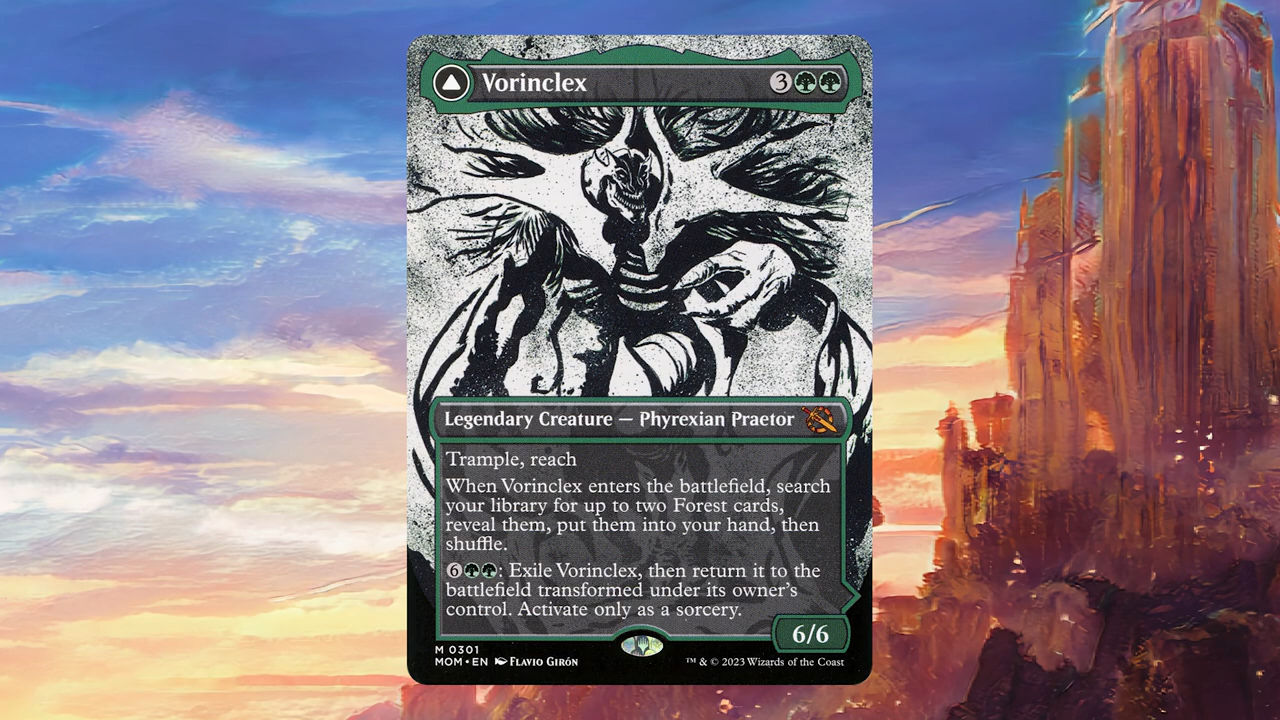 Vorinclex 3
Legendary Creature — Phyrexian Praetor
Trample, reach
When Vorinclex enters the battlefield, search
your library for up to two Forest cards,
reveal them, put them into your hand, then
shuffle.
6: Exile Vorinclex, then return it to the
battlefield transformed under its owner's
control. Activate only as a sorcery.
6/6
M 0301
MOM • EN Flavio Girón
™ & © 2023 Wizards of the Coast